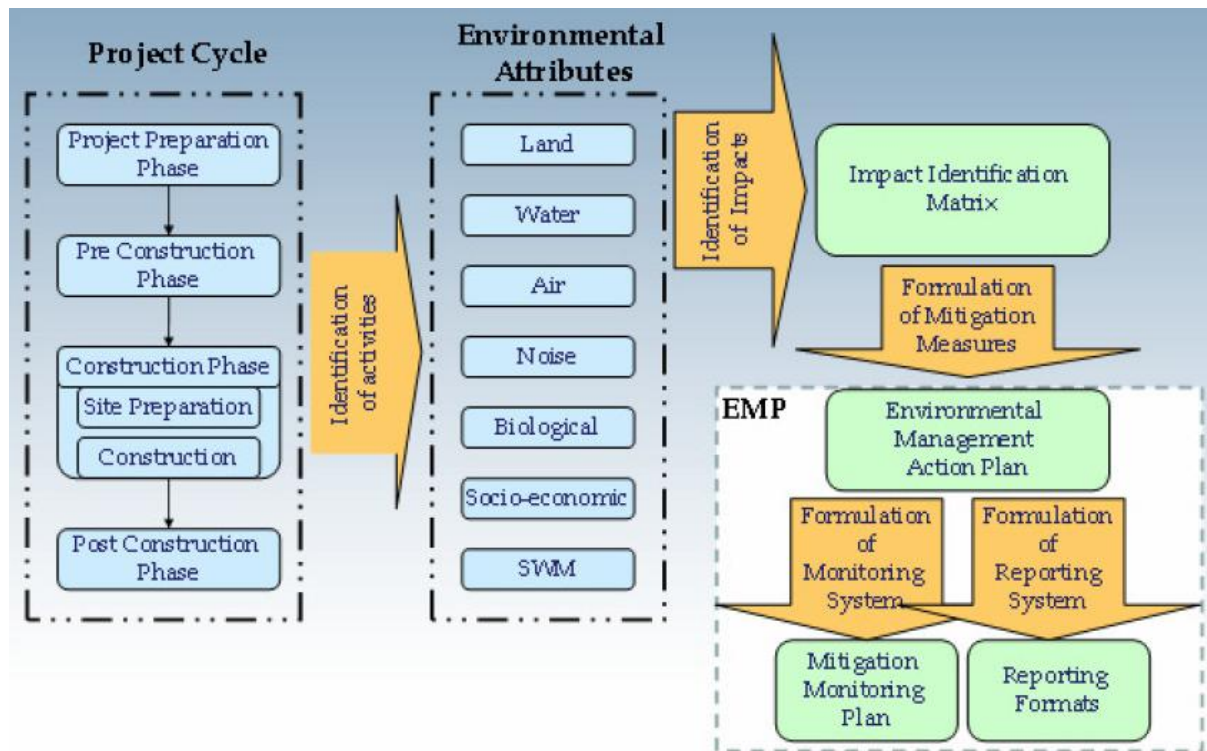 Project Cycle
Project Preparation
Phase
Pre Construction
Phase
Construction Phase
Site Preparation
Construction
Post Construction
Phase
Identification
of activities
Environmental
Attributes
Land
Water
Air
Noise
Biological
Socio-economic
SWM
Identification
of Impacts
Impact Identification
Matrix
Formulation
of Mitigation
Measures
EMP
Environmental
Management
Action Plan
Formulation
of
Monitoring
System
Formulation
of
Reporting
System
Mitigation
Monitoring
Plan
Reporting
Formats